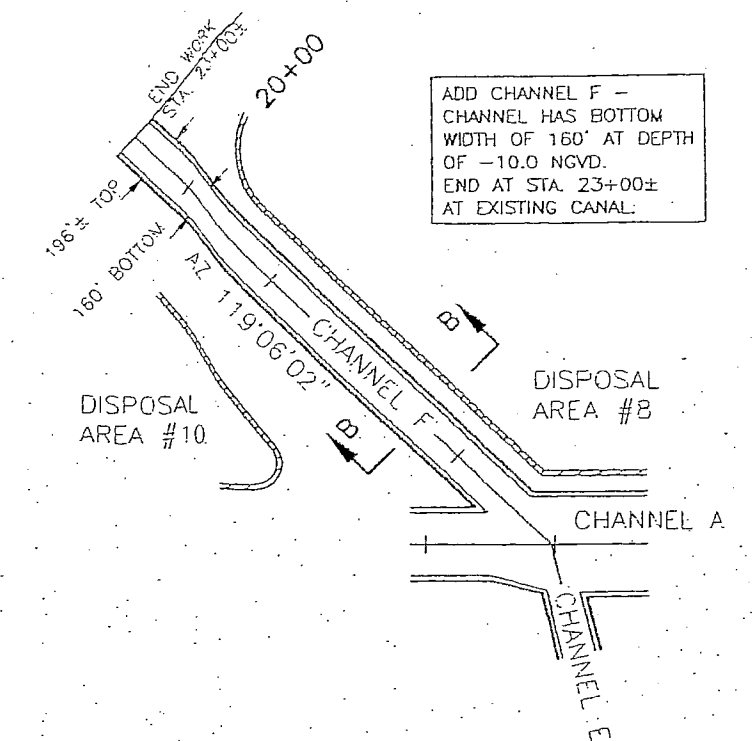 END WORK
STA. 23+00±
20+00
ADD CHANNEL F –
CHANNEL HAS BOTTOM
WIDTH OF 160' AT DEPTH
OF –10.0 NGVD.
END AT STA. 23+00±
AT EXISTING CANAL.
196'± TOP
160' BOTTOM
AZ 119°06'02"
CHANNEL F
B
B
DISPOSAL
AREA #8
DISPOSAL
AREA #10
CHANNEL A
CHANNEL E